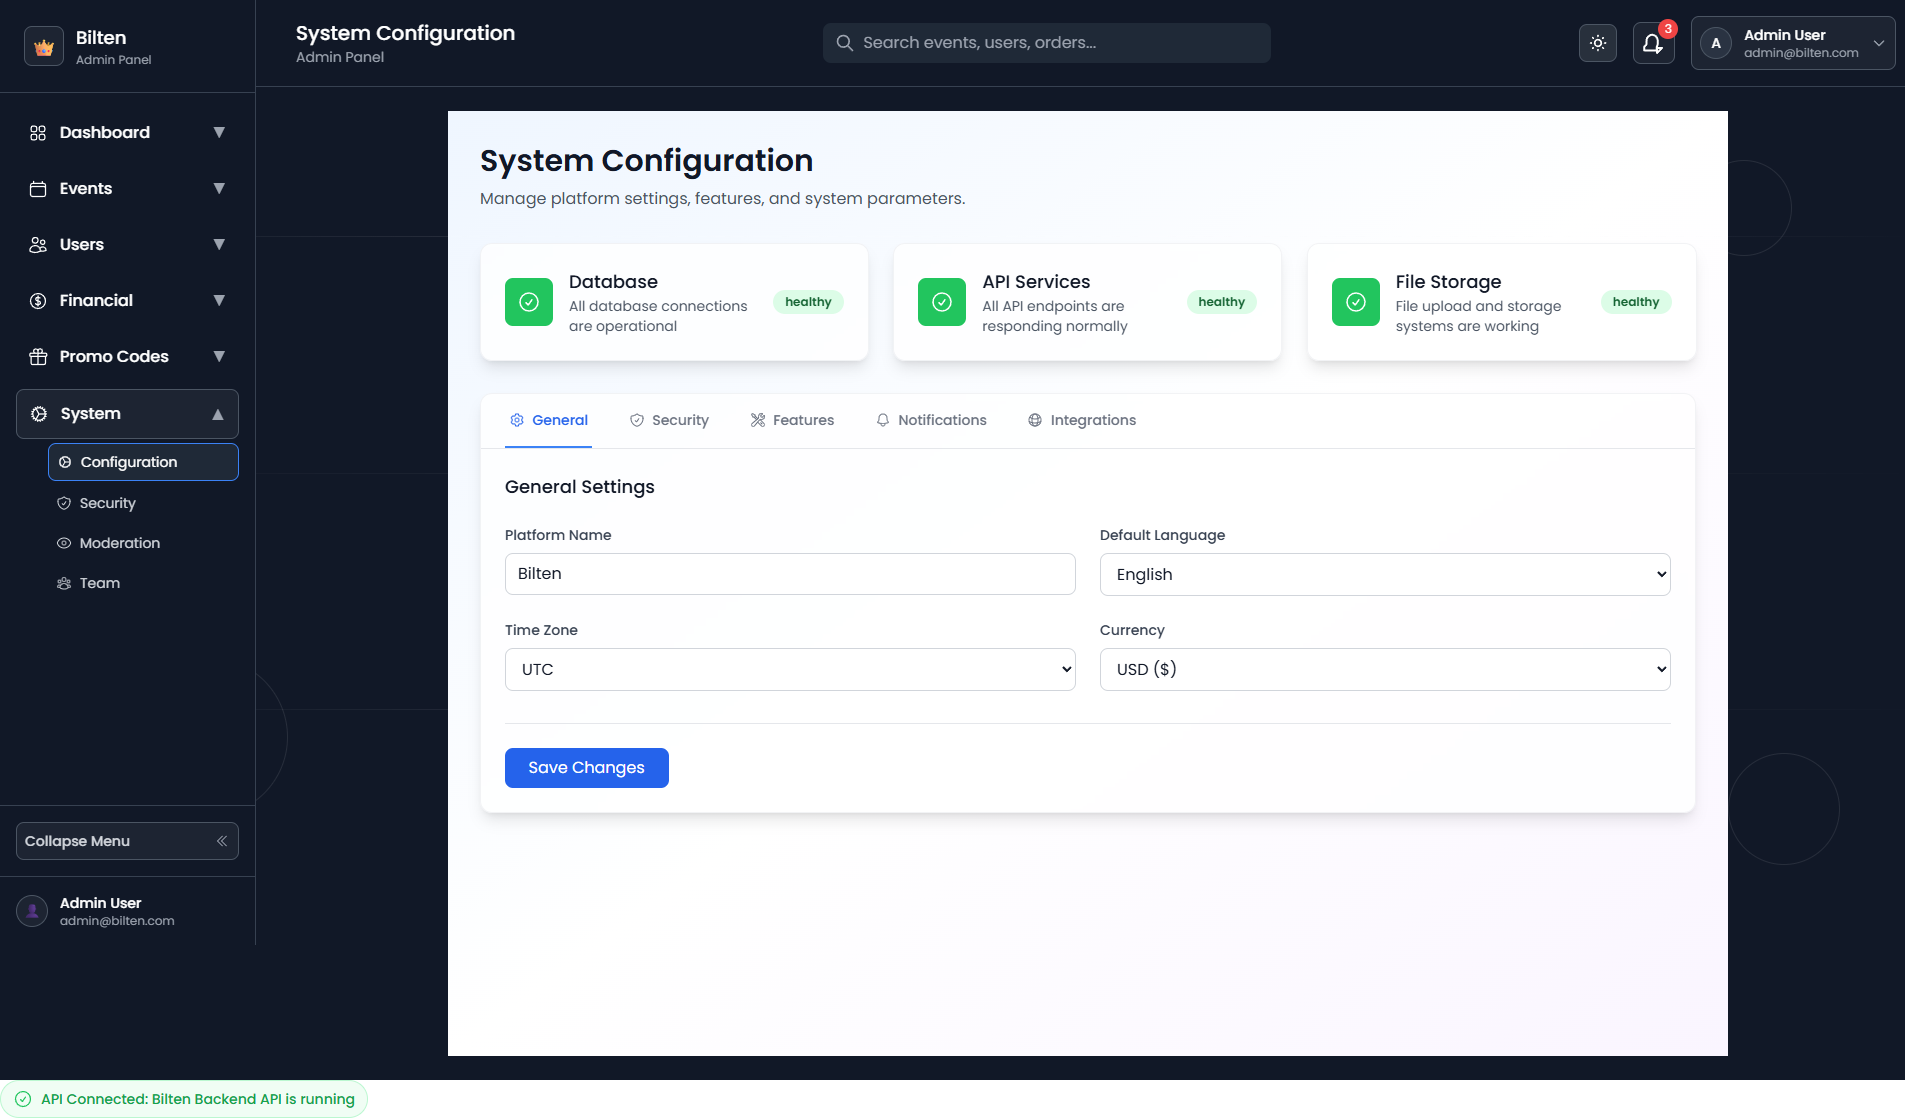 Bilten
Admin Panel
System Configuration
Admin Panel
Search events, users, orders...
3
A
Admin User
admin@bilten.com
Dashboard
Events
Users
Financial
Promo Codes
System
Configuration
Security
Moderation
Team
Collapse Menu
Admin User
admin@bilten.com
System Configuration
Manage platform settings, features, and system parameters.
Database
All database connections
are operational
healthy
API Services
All API endpoints are
responding normally
healthy
File Storage
File upload and storage
systems are working
healthy
General
Security
Features
Notifications
Integrations
General Settings
Platform Name
Bilten
Default Language
English
Time Zone
UTC
Currency
USD ($)
Save Changes
API Connected: Bilten Backend API is running